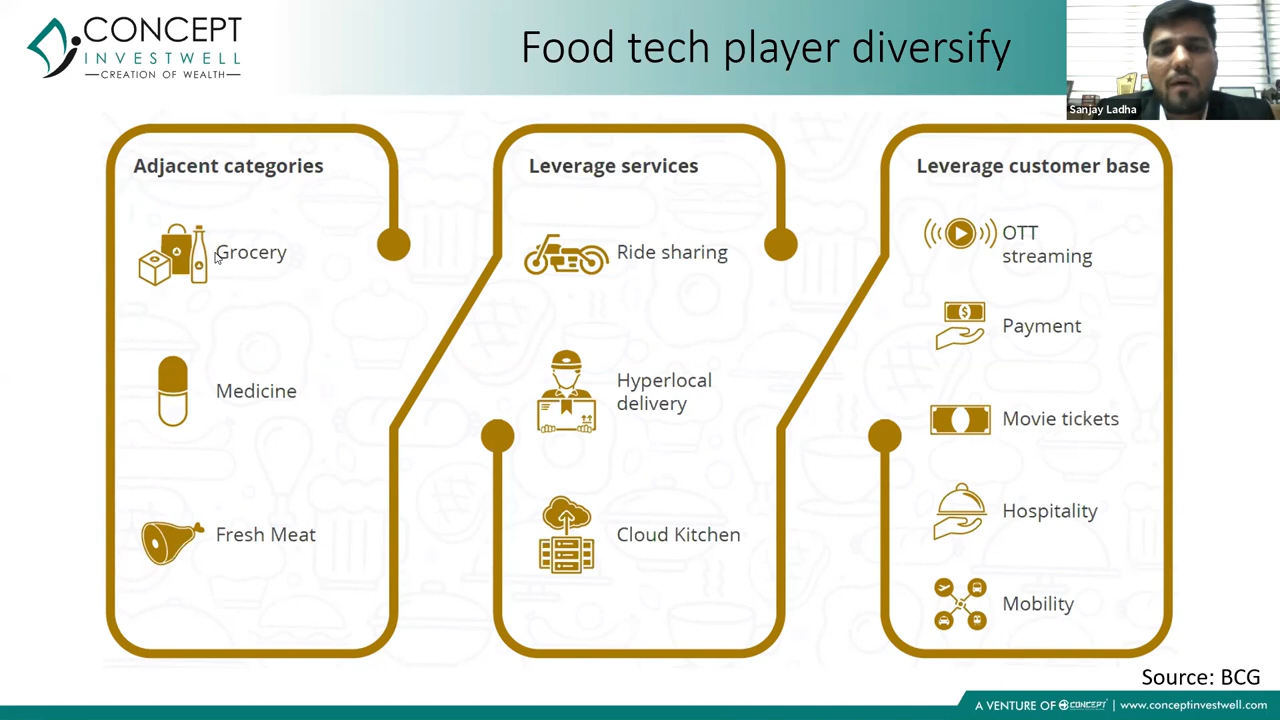 CONCEPT
INVESTWELL
CREATION OF WEALTH
Food tech player diversify
Sanjay Ladha
Adjacent categories
Grocery
Medicine
Fresh Meat
Leverage services
Ride sharing
Hyperlocal
delivery
Cloud Kitchen
Leverage customer base
OTT
streaming
Payment
Movie tickets
Hospitality
Mobility
Source: BCG
A VENTURE OF CONCEPT | www.conceptinvestwell.com